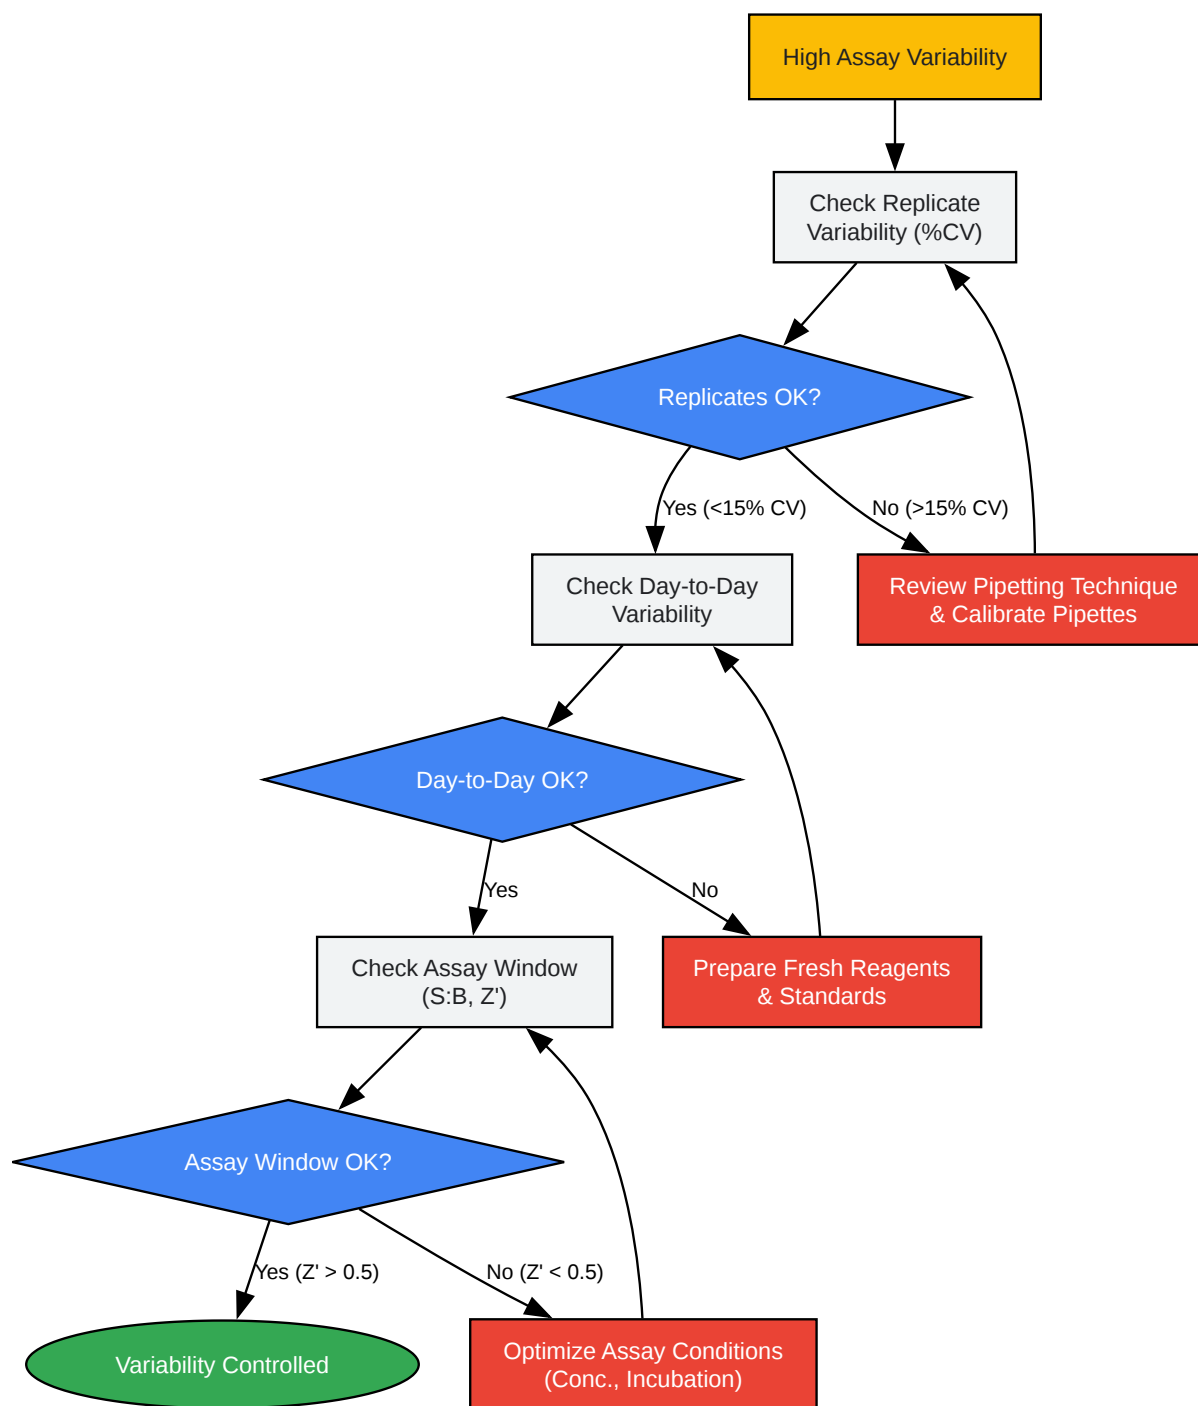 High Assay Variability
Check Replicate
Variability (%CV)
Replicates OK?
Yes (<15% CV)
No (>15% CV)
Check Day-to-Day
Variability
Review Pipetting Technique
& Calibrate Pipettes
Day-to-Day OK?
Yes
No
Check Assay Window
(S:B, Z')
Prepare Fresh Reagents
& Standards
Assay Window OK?
Yes (Z' > 0.5)
No (Z' < 0.5)
Variability Controlled
Optimize Assay Conditions
(Conc., Incubation)